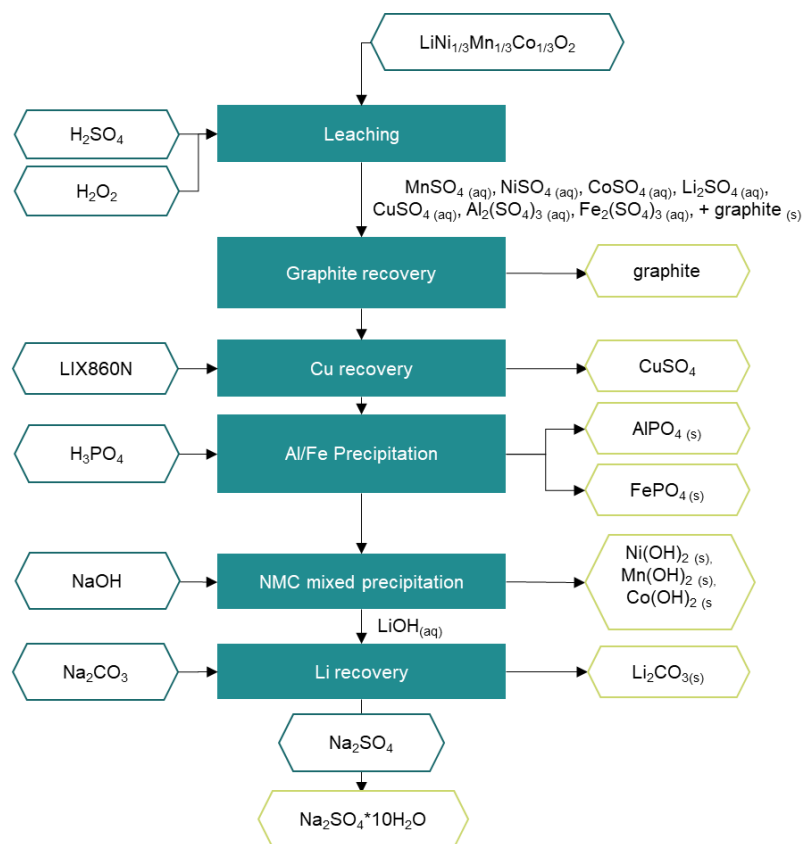 LiNi1/3Mn1/3Co1/3O2
H2SO4
Leaching
H2O2
MnSO4 (aq), NiSO4 (aq), CoSO4 (aq), Li2SO4 (aq),
CuSO4 (aq), Al2(SO4)3 (aq), Fe2(SO4)3 (aq), + graphite (s)
Graphite recovery
graphite
LIX860N
Cu recovery
CuSO4
H3PO4
Al/Fe Precipitation
AlPO4 (s)
FePO4 (s)
NaOH
NMC mixed precipitation
Ni(OH)2 (s),
Mn(OH)2 (s),
Co(OH)2 (s
LiOH(aq)
Na2CO3
Li recovery
Li2CO3(s)
Na2SO4
Na2SO4*10H2O